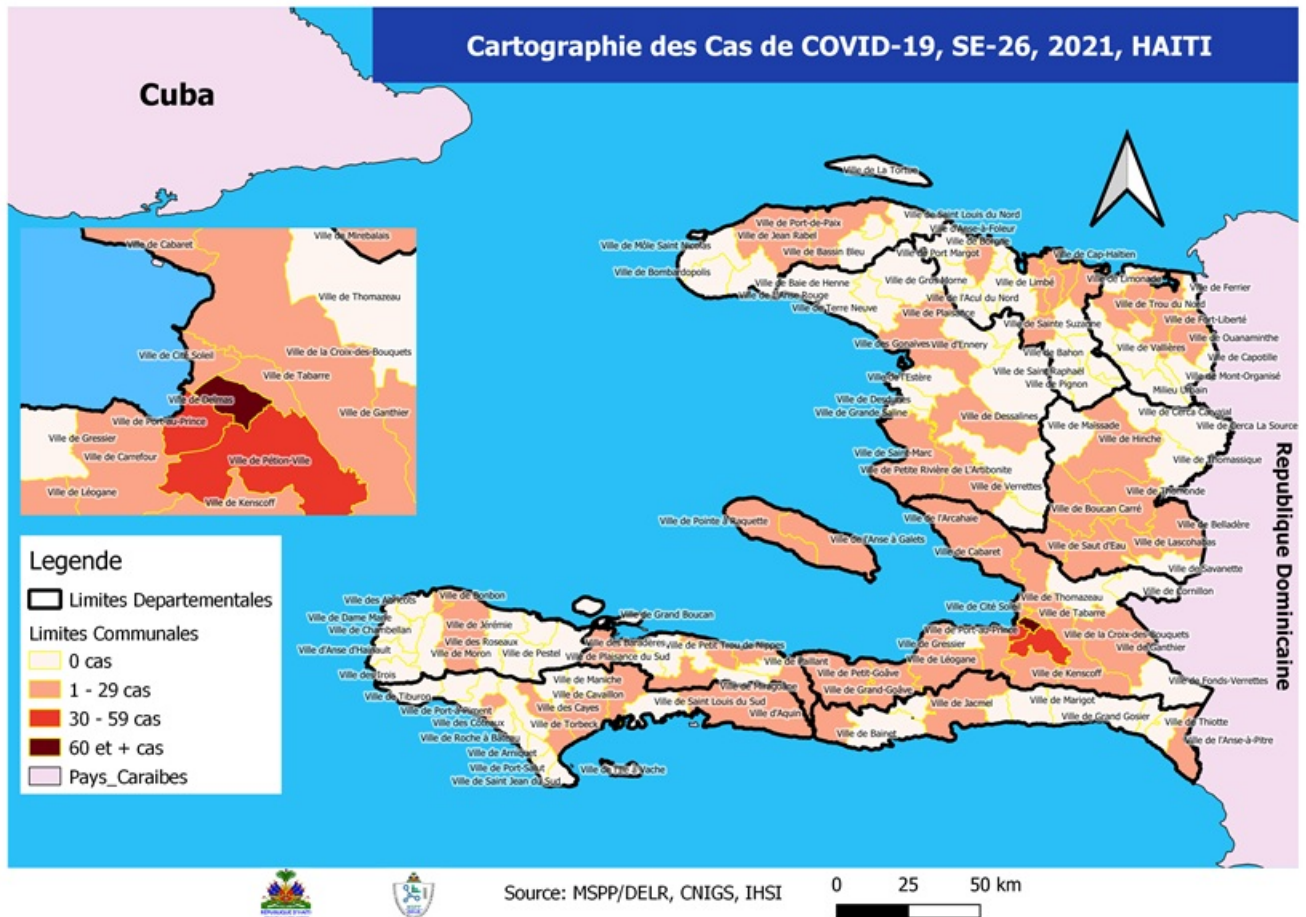 Cartographie des Cas de COVID-19, SE-26, 2021, HAITI
Cuba
Ville de La Tortue
Ville de Port-de-Paix
Ville de Saint Louis du Nord
Ville de Jean Rabel
Ville d'Anse-à-Foleur
Ville de Borgne
Ville de Môle Saint Nicolas
Ville de Bassin Bleu
Ville de Port Margot
Ville de Cap-Haïtien
Ville de Bombardopolis
Ville de Baie de Henne
Ville de Gros Morne
Ville de Limbé
Ville de Limonade
Ville de Ferrier
Ville de L'Anse Rouge
Ville de l'Acul du Nord
Ville de Trou du Nord
Ville de Terre Neuve
Ville de Plaisance
Ville de Fort-Liberté
Ville de Sainte Suzanne
Ville de Ouanaminthe
Ville des Gonaïves
Ville d'Ennery
Ville de Bahon
Ville de Vallières
Ville de Capotille
Ville de Saint Raphaël
Ville de l'Estère
Ville de Pignon
Ville de Mont-Organisé
Milieu Urbain
Ville de Desdunes
Ville de Grande Saline
Ville de Dessalines
Ville de Cerca Carvajal
Ville de Maïssade
Ville de Cerca La Source
Ville de Hinche
Ville de Saint-Marc
Ville de Thomassique
Ville de Petite Rivière de L'Artibonite
Ville de Verrettes
Ville de Thomonde
Ville de Boucan Carré
Ville de Pointe à Raquette
Ville de l'Arcahaie
Ville de Belladère
Ville de l'Anse à Galets
Ville de Cabaret
Ville de Saut d'Eau
Ville de Lascohabas
Ville de Savanette
Ville de Cornillon
Ville de Thomazeau
Ville de Cité Soleil
Ville de Tabarre
Ville de Port-au-Prince
Ville de la Croix-des-Bouquets
Ville de Gressier
Ville de Ganthier
Ville de Léogane
Ville de Kenscoff
Ville de Fonds-Verrettes
Ville des Abricots
Ville de Bonbon
Ville de Grand Boucan
Ville de Dame Marie
Ville de Jérémie
Ville de Chambellan
Ville des Roseaux
Ville des Baradères
Ville de Petit Trou de Nippes
Ville d'Anse d'Hainault
Ville de Moron
Ville de Pestel
Ville de Plaisance du Sud
Ville de Paillant
Ville de Petit-Goâve
Ville des Irois
Ville de Maniche
Ville de Miragoâne
Ville de Grand-Goâve
Ville de Tiburon
Ville de Cavaillon
Ville de Saint Louis du Sud
Ville de Jacmel
Ville de Marigot
Ville de Port-à-Piment
Ville des Cayes
Ville d'Aquin
Ville de Grand Gosier
Ville de Thiotte
Ville des Côteaux
Ville de Torbeck
Ville de Bainet
Ville de Roche à Bâteau
Ville de l'Anse-à-Pitre
Ville de Arniquet
Ville de Port-Salut
Ville de l'Ile à Vache
Ville de Saint Jean du Sud
Republique Dominicaine
Ville de Cabaret
Ville de Mirebalais
Ville de Thomazeau
Ville de Cité Soleil
Ville de la Croix-des-Bouquets
Ville de Tabarre
Ville de Delmas
Ville de Port-au-Prince
Ville de Ganthier
Ville de Gressier
Ville de Carrefour
Ville de Pétion-Ville
Ville de Léogane
Ville de Kenscoff
Legende
Limites Departementales
Limites Communales
0 cas
1 - 29 cas
30 - 59 cas
60 et + cas
Pays_Caraibes
Source: MSPP/DELR, CNIGS, IHSI
0 25 50 km